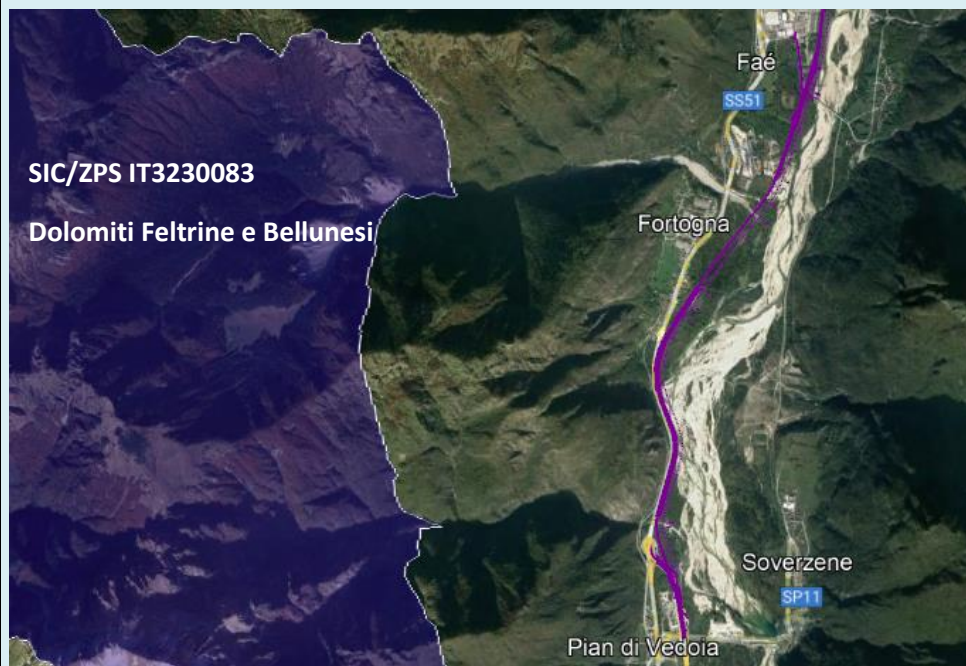 SIC/ZPS IT3230083
Dolomiti Feltrine e Bellunesi
Faé
SS51
Fortogna
Soverzene
SP11
Pian di Vedoia